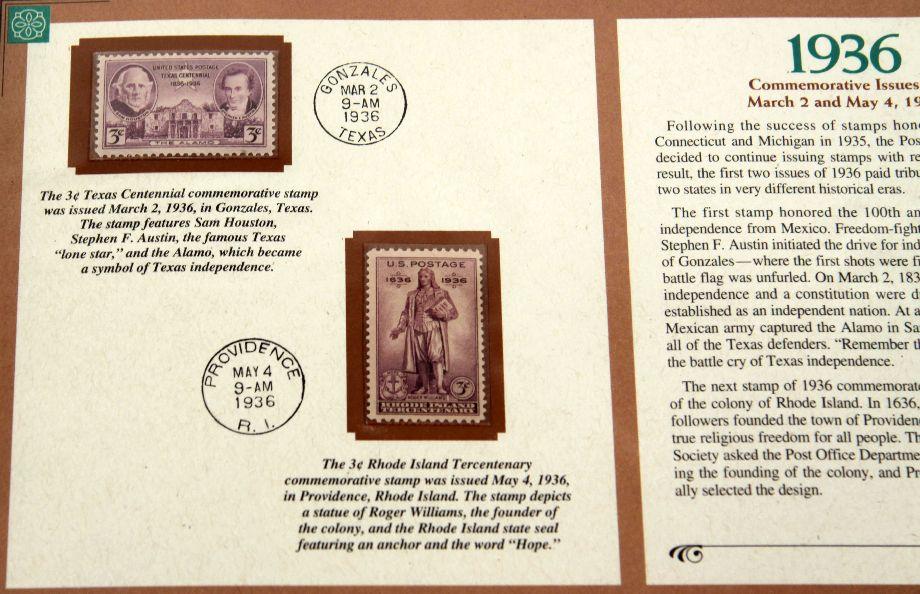 UNITED STATES POSTAGE
TEXAS CENTENNIAL
1836-1936
3¢ 3¢
THE ALAMO
GONZALES
MAR 2
9-AM
1936
TEXAS
The 3¢ Texas Centennial commemorative stamp
was issued March 2, 1936, in Gonzales, Texas.
The stamp features Sam Houston,
Stephen F. Austin, the famous Texas
"lone star," and the Alamo, which became
a symbol of Texas independence.
U.S. POSTAGE
1636 1936
3¢
ROGER WILLIAMS
RHODE ISLAND
TERCENTENARY
PROVIDENCE
MAY 4
9-AM
1936
R. I.
The 3¢ Rhode Island Tercentenary
commemorative stamp was issued May 4, 1936,
in Providence, Rhode Island. The stamp depicts
a statue of Roger Williams, the founder of
the colony, and the Rhode Island state seal
featuring an anchor and the word "Hope."
1936
Commemorative Issues
March 2 and May 4, 19
Following the success of stamps hono
Connecticut and Michigan in 1935, the Pos
decided to continue issuing stamps with re
result, the first two issues of 1936 paid tribu
two states in very different historical eras.
The first stamp honored the 100th an
independence from Mexico. Freedom-fight
Stephen F. Austin initiated the drive for ind
of Gonzales—where the first shots were fi
battle flag was unfurled. On March 2, 183
independence and a constitution were dr
established as an independent nation. At a
Mexican army captured the Alamo in Sa
all of the Texas defenders. "Remember th
the battle cry of Texas independence.
The next stamp of 1936 commemorate
of the colony of Rhode Island. In 1636,
followers founded the town of Providen
true religious freedom for all people. Th
Society asked the Post Office Departme
ing the founding of the colony, and Pr
ally selected the design.